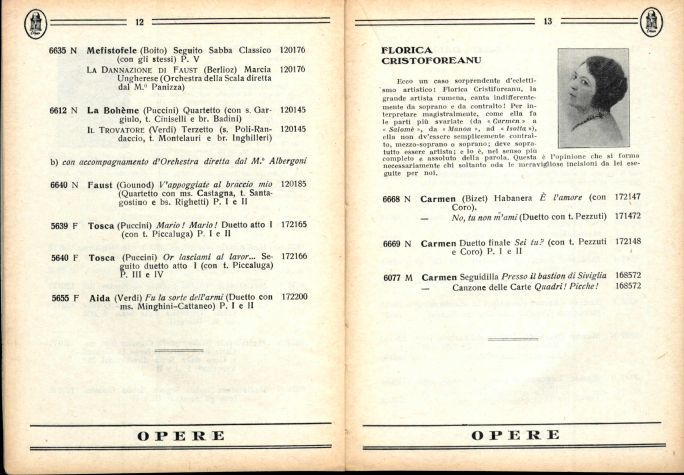 12
6635 N Mefistofele (Boito) Seguito Sabba Classico 120176
(con gli stessi) P. V
LA DANNAZIONE DI FAUST (Berlioz) Marcia 120176
Ungherese (Orchestra della Scala diretta
dal M.º Panizza)
6612 N La Bohème (Puccini) Quartetto (con s. Gar- 120145
giulo, t. Ciniselli e br. Badini)
IL TROVATORE (Verdi) Terzetto (s. Poli-Ran- 120145
daccio, t. Montelauri e br. Inghilleri)
b) con accompagnamento d'Orchestra diretta dal M.º Albergoni
6640 N Faust (Gounod) V'appoggiate al braccio mio 120185
(Quartetto con ms. Castagna, t. Santa-
gostino e bs. Righetti) P. I e II
5639 F Tosca (Puccini) Mario! Mario! Duetto atto I 172165
(con t. Piccaluga) P. I e II
5640 F Tosca (Puccini) Or lasciami al lavor... Se- 172166
guito duetto atto I (con t. Piccaluga)
P. III e IV
5655 F Aida (Verdi) Fu la sorte dell'armi (Duetto con 172200
ms. Minghini-Cattaneo) P. I e II
OPERE
13
FLORICA
CRISTOFOREANU
Ecco un caso sorprendente d'ecletti-
smo artistico: Florica Cristiforeanu, la
grande artista rumena, canta indifferente-
mente da soprano e da contralto! Per in-
terpretare magistralmente, come ella fa
le parti più svariate (da «Carmen» a
«Salomè», da «Manon», ad «Isotta»),
ella non dv'essere semplicemente contral-
to, mezzo-soprano o soprano; deve sopra-
tutto essere artista; e lo è, nel senso più
completo e assoluto della parola. Questa è l'opinione che si forma
necessariamente chi soltanto oda le meravigliose incisioni da lei ese-
guite per noi.
6668 N Carmen (Bizet) Habanera È l'amore (con 172147
Coro).
— No, tu non m'ami (Duetto con t. Pezzuti) 171472
6669 N Carmen Duetto finale Sei tu? (con t. Pezzuti 172148
e Coro) P. I e II
6077 M Carmen Seguidilla Presso il bastion di Siviglia 168572
— Canzone delle Carte Quadri! Picche! 168572
OPERE